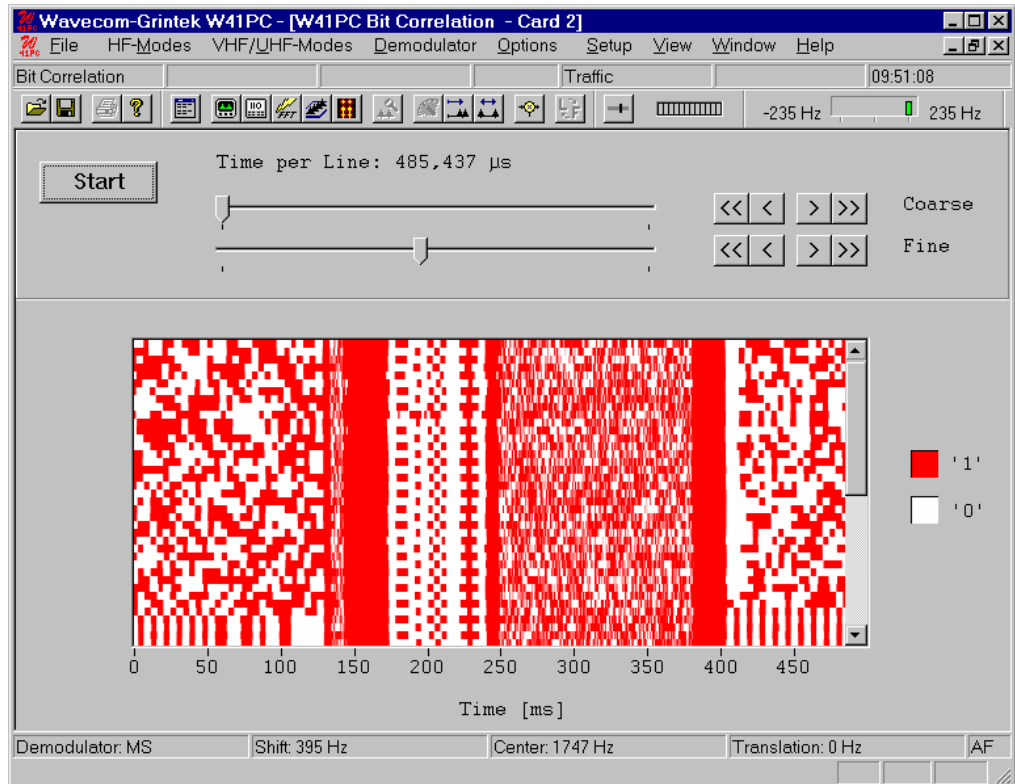 Wavecom-Grintek W41PC - [W41PC Bit Correlation - Card 2]
File HF-Modes VHF/UHF-Modes Demodulator Options Setup View Window Help
Bit Correlation Traffic 09:51:08
-235 Hz 235 Hz
Time per Line: 485,437 µs
Start
<< < > >> Coarse
<< < > >> Fine
'1'
'0'
0 50 100 150 200 250 300 350 400 450
Time [ms]
Demodulator: MS Shift: 395 Hz Center: 1747 Hz Translation: 0 Hz AF